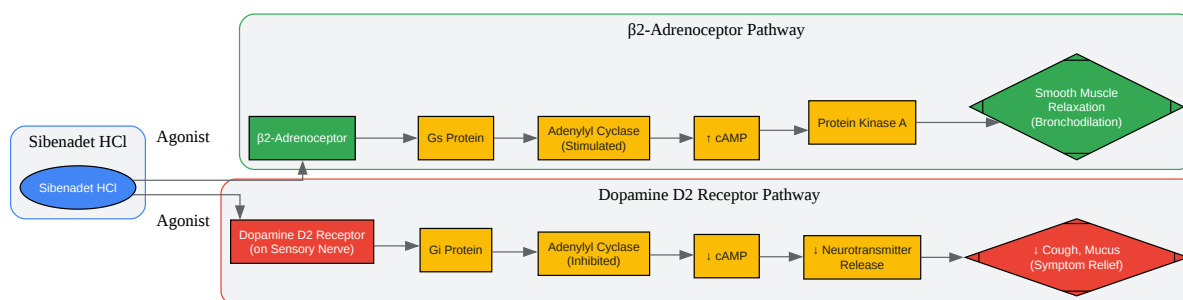 β2-Adrenoceptor Pathway
Smooth Muscle
Relaxation
(Bronchodilation)
Protein Kinase A
Agonist
β2-Adrenoceptor
Gs Protein
Adenylyl Cyclase
(Stimulated)
↑ cAMP
Sibenadet HCl
Sibenadet HCl
Dopamine D2 Receptor Pathway
Agonist
Dopamine D2 Receptor
(on Sensory Nerve)
Gi Protein
Adenylyl Cyclase
(Inhibited)
↓ cAMP
↓ Neurotransmitter
Release
↓ Cough, Mucus
(Symptom Relief)